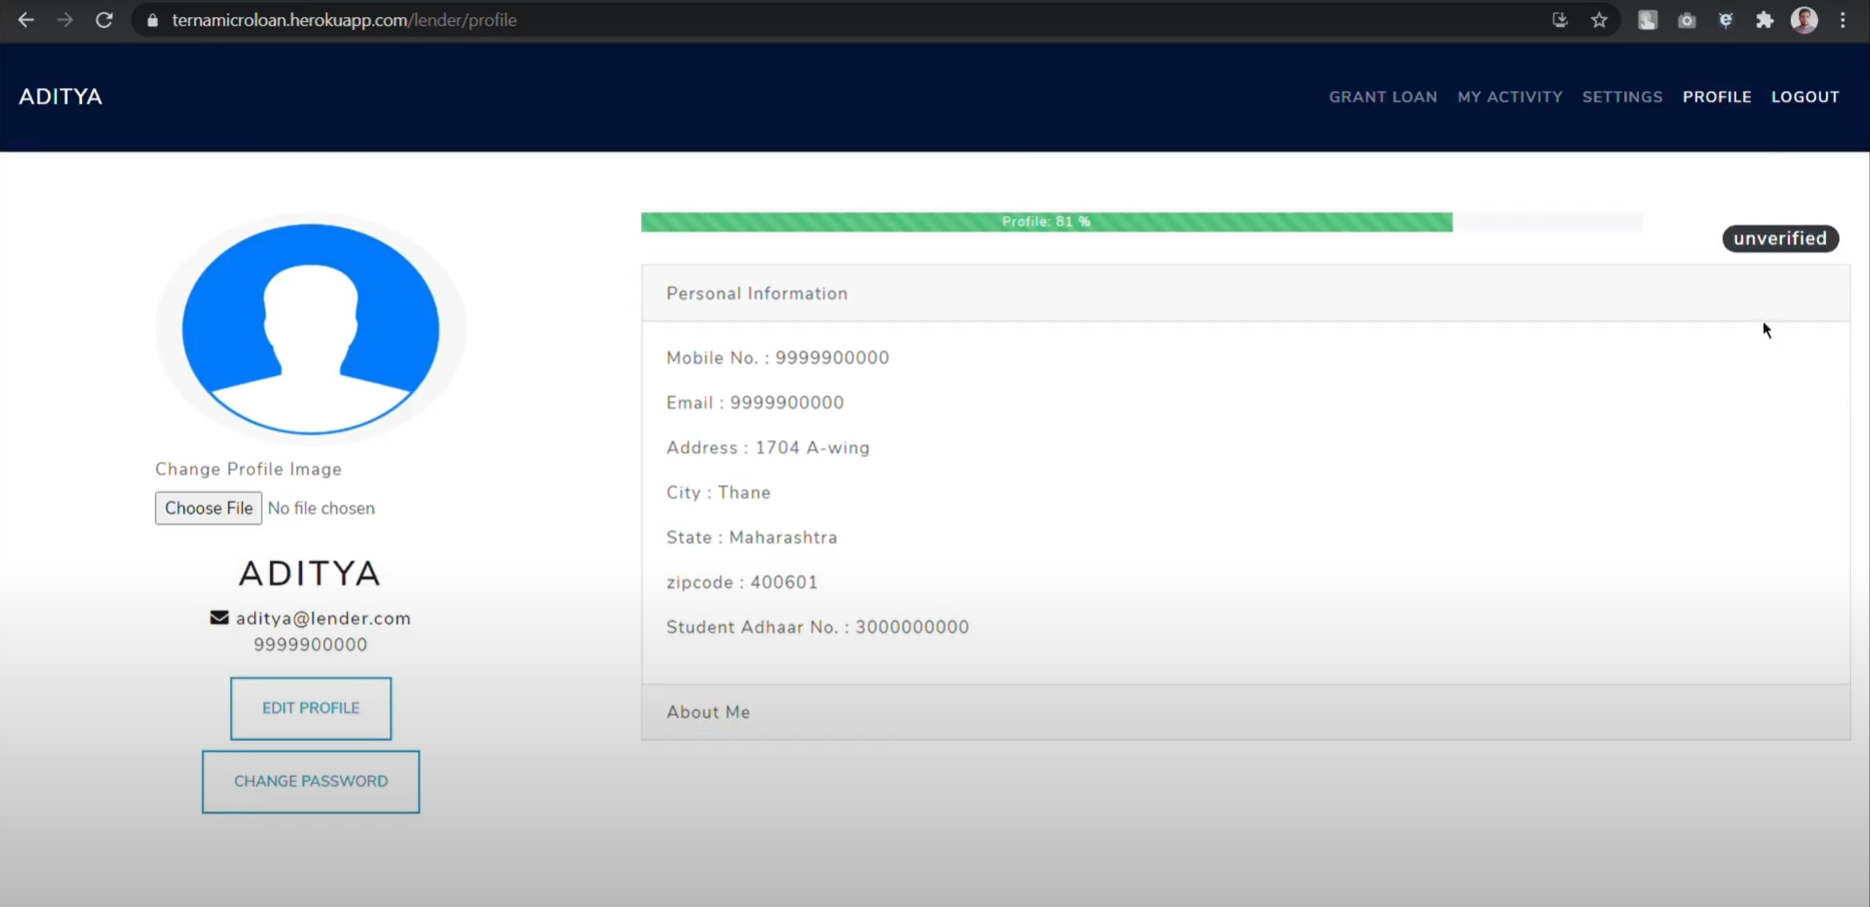 ternamicroloan.herokuapp.com/lender/profile
ADITYA
GRANT LOAN MY ACTIVITY SETTINGS PROFILE LOGOUT
Profile: 81 %
unverified
Personal Information
Mobile No. : 9999900000
Email : 9999900000
Address : 1704 A-wing
City : Thane
State : Maharashtra
zipcode : 400601
Student Adhaar No. : 3000000000
About Me
Change Profile Image
Choose File No file chosen
ADITYA
aditya@lender.com
9999900000
EDIT PROFILE
CHANGE PASSWORD